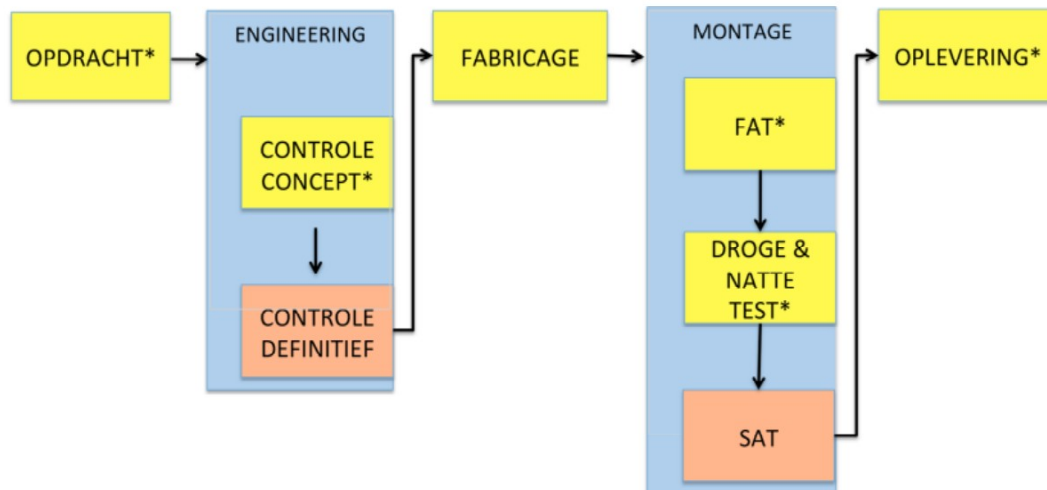 OPDRACHT*
ENGINEERING
CONTROLE
CONCEPT*
CONTROLE
DEFINITIEF
FABRICAGE
MONTAGE
FAT*
DROGE &
NATTE
TEST*
SAT
OPLEVERING*